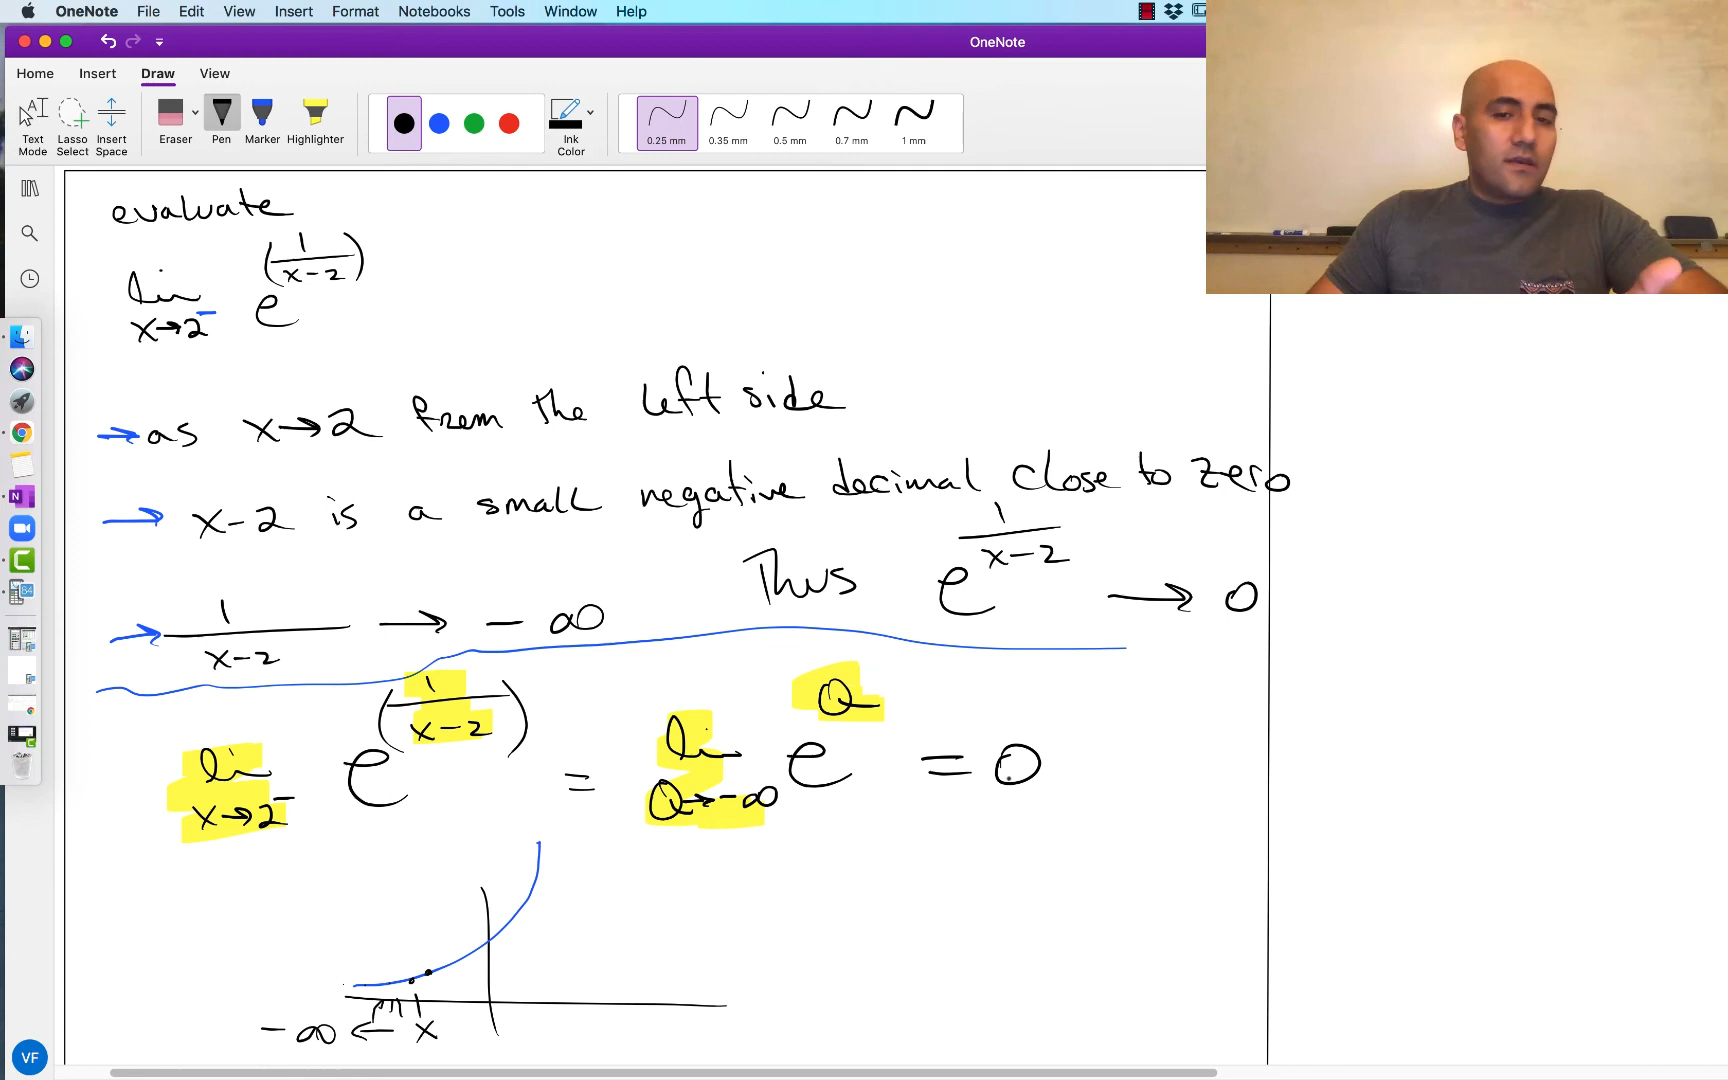 OneNote File Edit View Insert Format Notebooks Tools Window Help
OneNote
Home Insert Draw View
Text Mode
Lasso Select
Insert Space
Eraser
Pen
Marker
Highlighter
Ink Color
0.25 mm
0.35 mm
0.5 mm
0.7 mm
1 mm
evaluate
lim x→2⁻ e^(1/(x-2))
→ as x→2 from the left side
→ x-2 is a small negative decimal close to zero
→ 1/(x-2) → -∞
Thus e^(1/(x-2)) → 0
lim x→2⁻ e^(1/(x-2)) = lim Q→-∞ e^Q = 0
-∞ ← x
VF